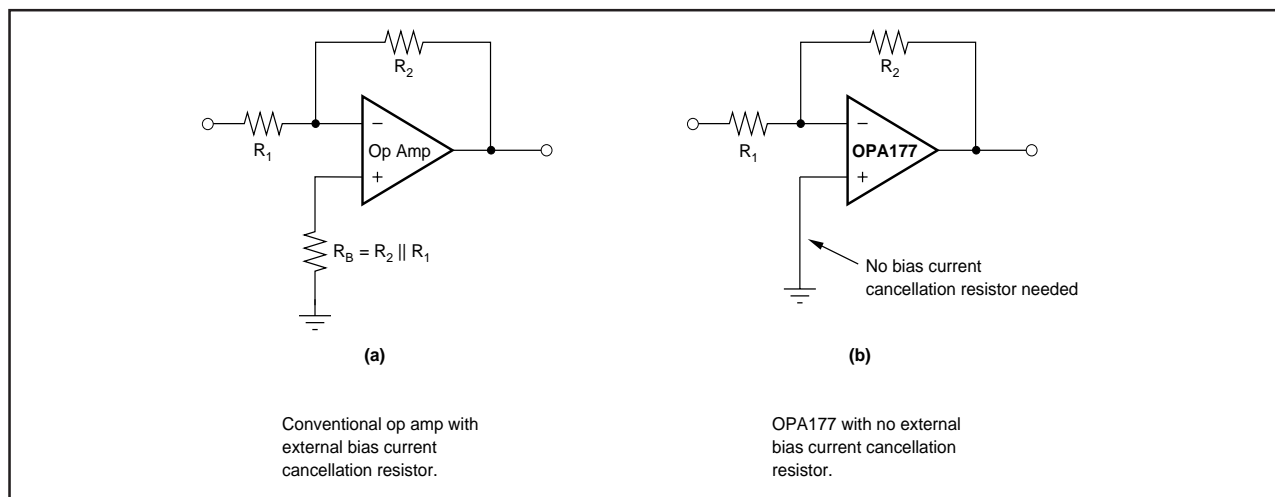 R2
R1
−
Op Amp
+
RB = R2 || R1
(a)
Conventional op amp with
external bias current
cancellation resistor.
R2
R1
−
OPA177
+
No bias current
cancellation resistor needed
(b)
OPA177 with no external
bias current cancellation
resistor.